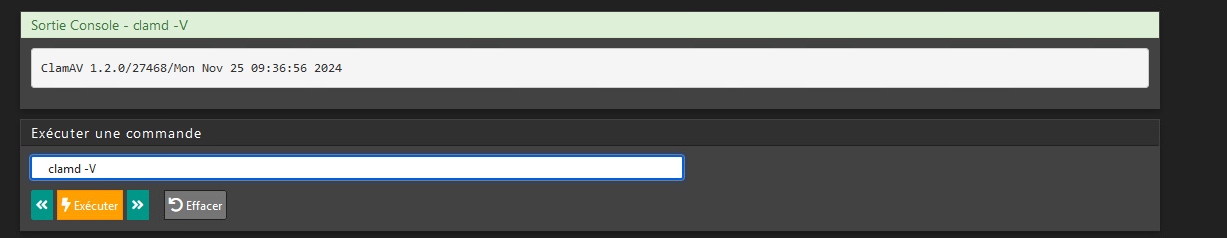 Sortie Console - clamd -V
ClamAV 1.2.0/27468/Mon Nov 25 09:36:56 2024
Exécuter une commande
clamd -V
Exécuter Effacer